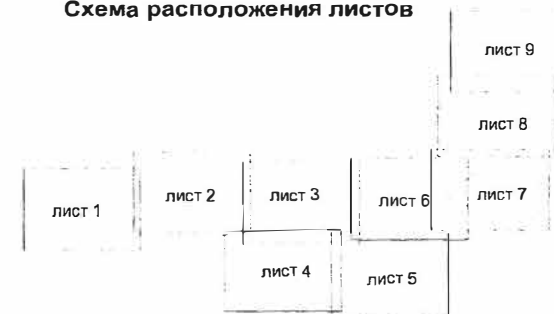 Схема расположения листов
лист 9
лист 8
лист 1
лист 2
лист 3
лист 6
лист 7
лист 4
лист 5